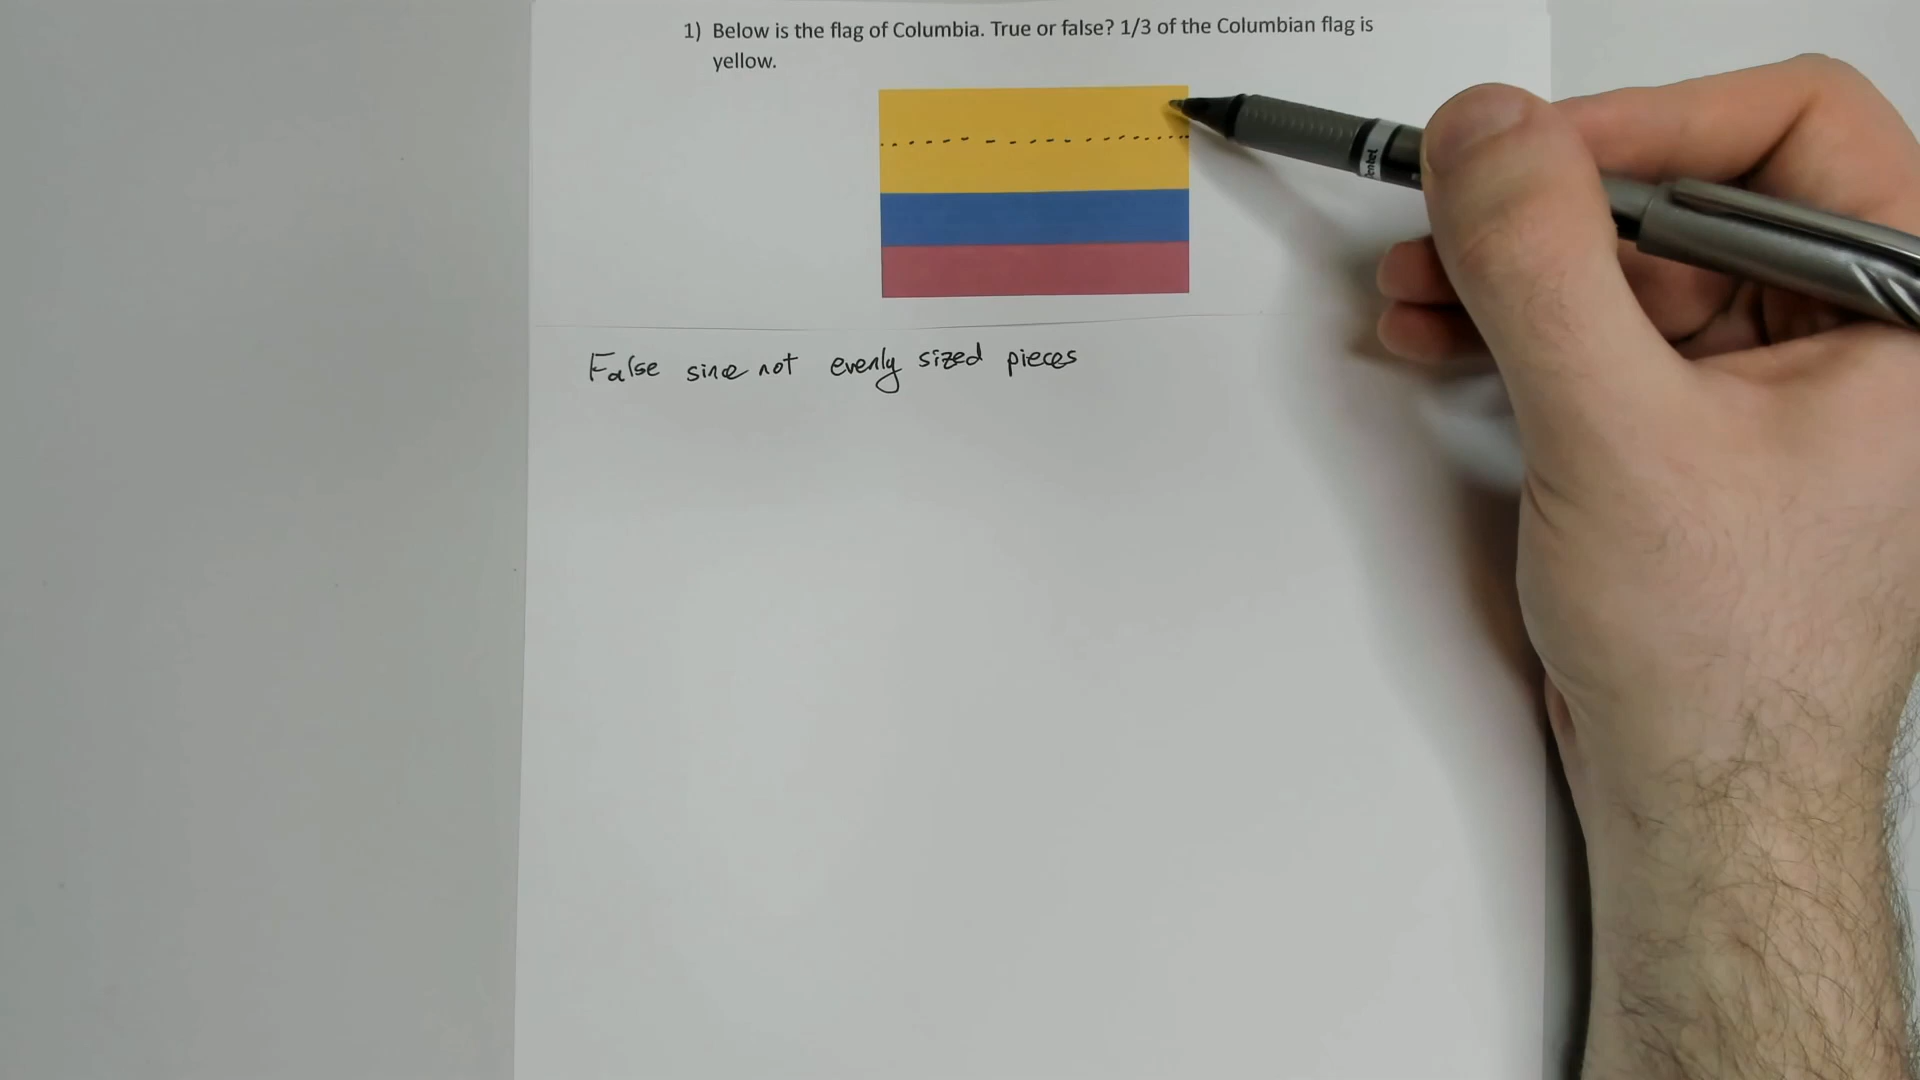 1) Below is the flag of Columbia. True or false? 1/3 of the Columbian flag is
yellow.
False since not evenly sized pieces